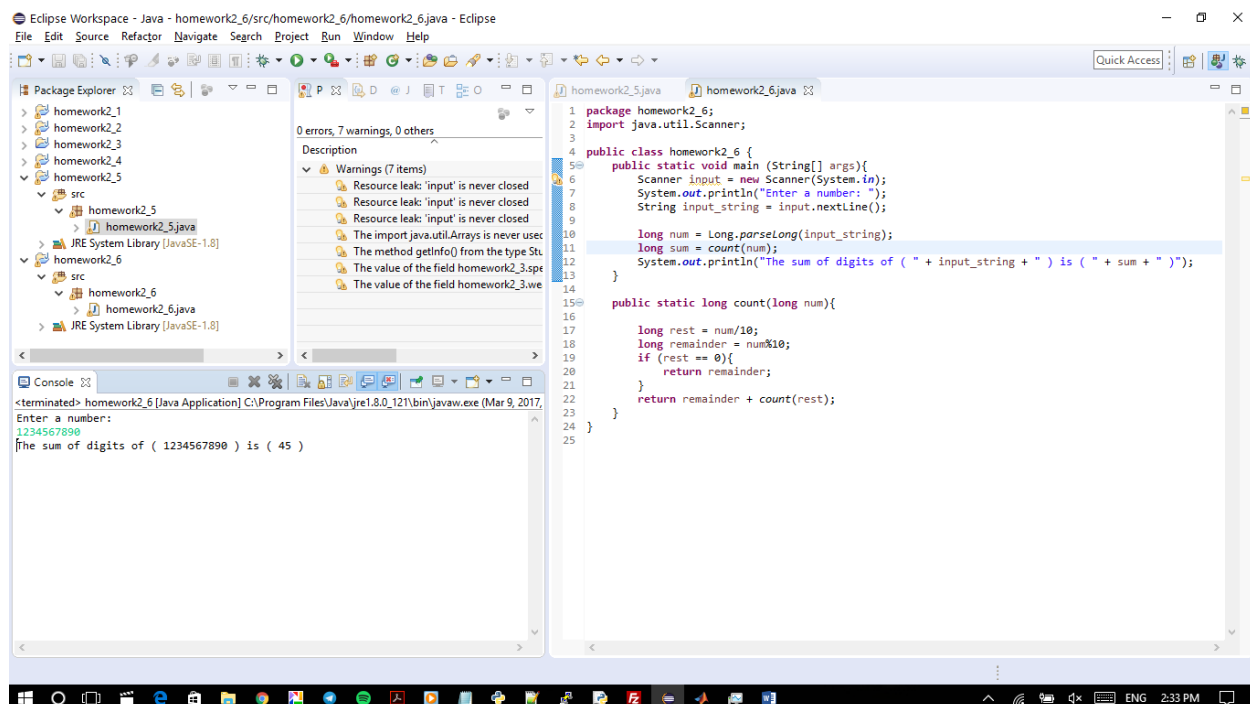 Eclipse Workspace - Java - homework2_6/src/homework2_6/homework2_6.java - Eclipse
File Edit Source Refactor Navigate Search Project Run Window Help
Quick Access
Package Explorer
homework2_1
homework2_2
homework2_3
homework2_4
homework2_5
src
homework2_5
homework2_5.java
JRE System Library [JavaSE-1.8]
homework2_6
src
homework2_6
homework2_6.java
JRE System Library [JavaSE-1.8]
P D @ J T O
0 errors, 7 warnings, 0 others
Description
Warnings (7 items)
Resource leak: 'input' is never closed
Resource leak: 'input' is never closed
Resource leak: 'input' is never closed
The import java.util.Arrays is never used
The method getInfo() from the type Stu
The value of the field homework2_3.spe
The value of the field homework2_3.we
homework2_5.java homework2_6.java
1 package homework2_6;
2 import java.util.Scanner;
3
4 public class homework2_6 {
5 public static void main (String[] args){
6 Scanner input = new Scanner(System.in);
7 System.out.println("Enter a number: ");
8 String input_string = input.nextLine();
9
10 long num = Long.parseLong(input_string);
11 long sum = count(num);
12 System.out.println("The sum of digits of ( " + input_string + " ) is ( " + sum + " )");
13 }
14
15 public static long count(long num){
16
17 long rest = num/10;
18 long remainder = num%10;
19 if (rest == 0){
20 return remainder;
21 }
22 return remainder + count(rest);
23 }
24 }
25
Console
<terminated> homework2_6 [Java Application] C:\Program Files\Java\jre1.8.0_121\bin\javaw.exe (Mar 9, 2017,
Enter a number:
1234567890
The sum of digits of ( 1234567890 ) is ( 45 )
ENG 2:33 PM